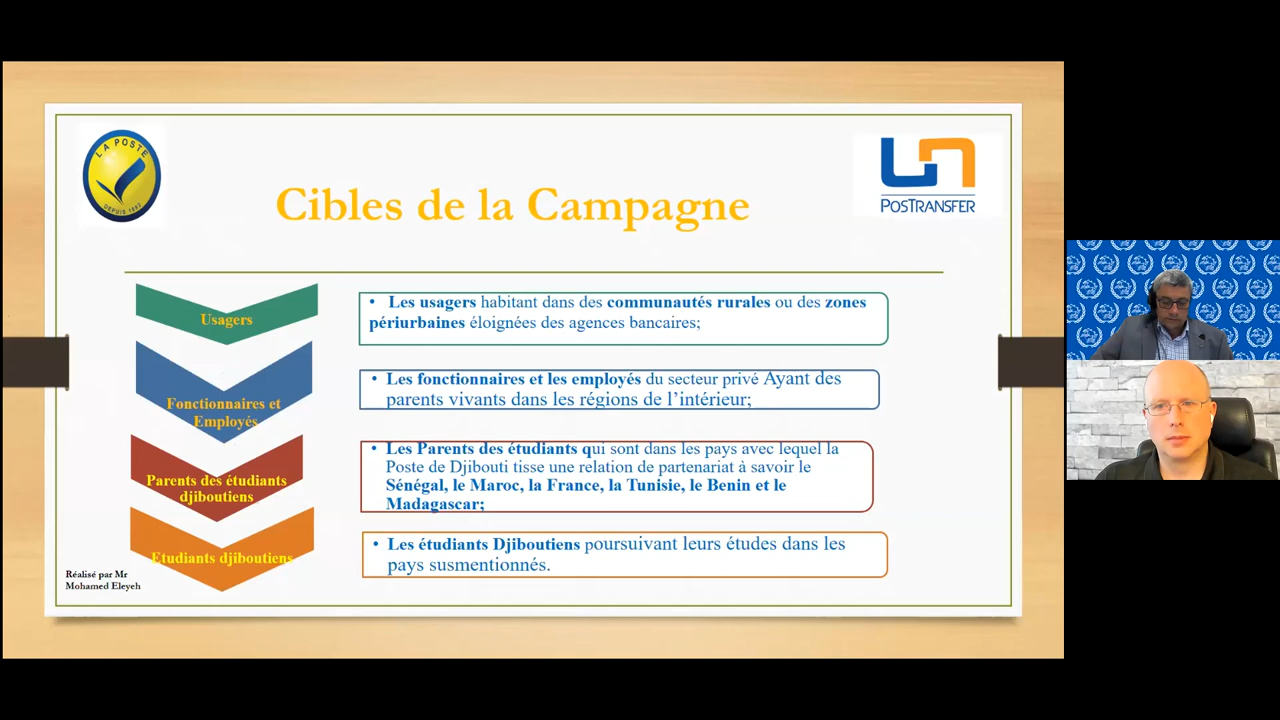 LA POSTE
DEPUIS 1892
POSTRANSFER
Cibles de la Campagne
Usagers
• Les usagers habitant dans des communautés rurales ou des zones
périurbaines éloignées des agences bancaires;
Fonctionnaires et
Employés
• Les fonctionnaires et les employés du secteur privé Ayant des
parents vivants dans les régions de l’intérieur;
Parents des étudiants
djiboutiens
• Les Parents des étudiants qui sont dans les pays avec lequel la
Poste de Djibouti tisse une relation de partenariat à savoir le
Sénégal, le Maroc, la France, la Tunisie, le Benin et le
Madagascar;
Etudiants djiboutiens
• Les étudiants Djiboutiens poursuivant leurs études dans les
pays susmentionnés.
Réalisé par Mr
Mohamed Eleyeh